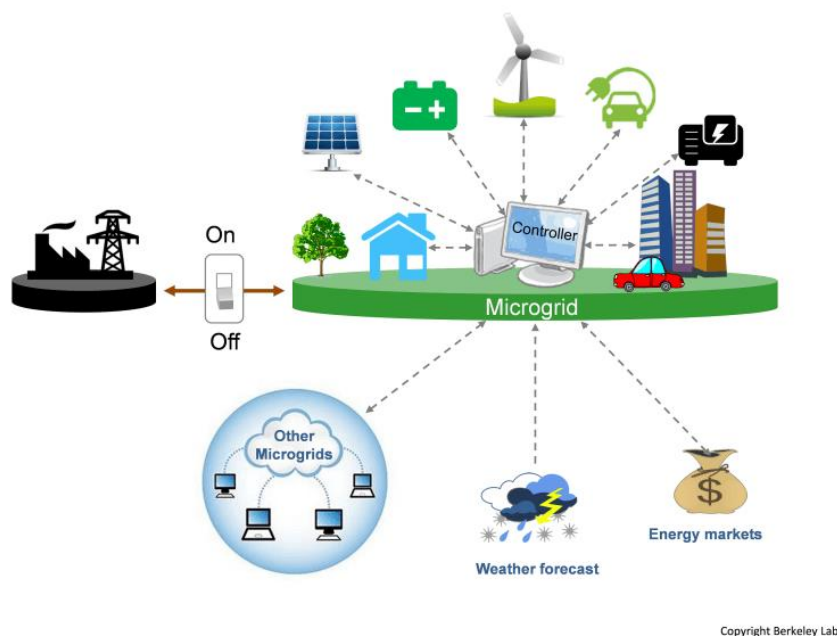 On
Controller
Off
Microgrid
Other
Microgrids
$
Energy markets
Weather forecast
Copyright Berkeley Lab